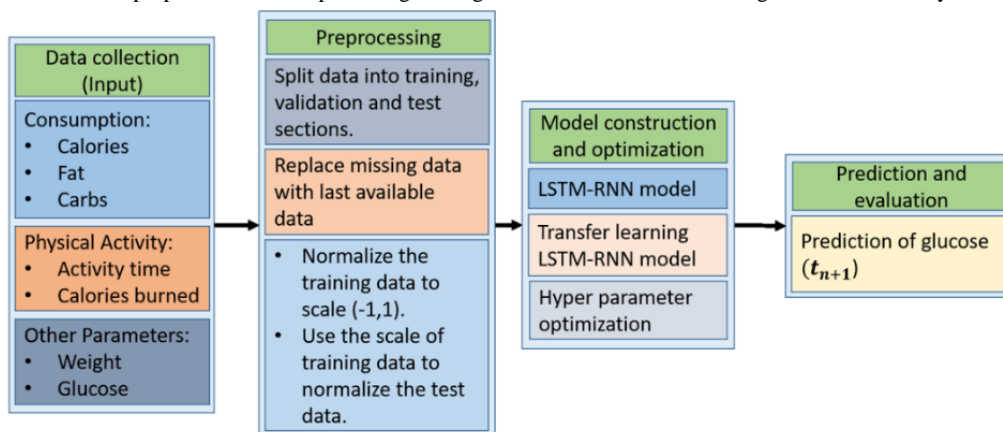 Data collection
(Input)
Consumption:
• Calories
• Fat
• Carbs
Physical Activity:
• Activity time
• Calories burned
Other Parameters:
• Weight
• Glucose
Preprocessing
Split data into training,
validation and test
sections.
Replace missing data
with last available
data
• Normalize the
training data to
scale (-1,1).
• Use the scale of
training data to
normalize the test
data.
Model construction
and optimization
LSTM-RNN model
Transfer learning
LSTM-RNN model
Hyper parameter
optimization
Prediction and
evaluation
Prediction of glucose
(tₙ₊₁)